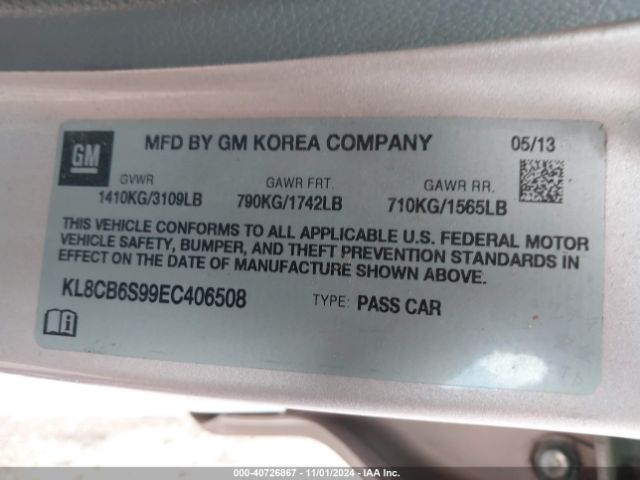 GM
MFD BY GM KOREA COMPANY
05/13
GVWR
GAWR FRT.
GAWR RR.
1410KG/3109LB
790KG/1742LB
710KG/1565LB
THIS VEHICLE CONFORMS TO ALL APPLICABLE U.S. FEDERAL MOTOR
VEHICLE SAFETY, BUMPER, AND THEFT PREVENTION STANDARDS IN
EFFECT ON THE DATE OF MANUFACTURE SHOWN ABOVE.
KL8CB6S99EC406508
TYPE: PASS CAR
000-40726867 - 11/01/2024 - IAA Inc.